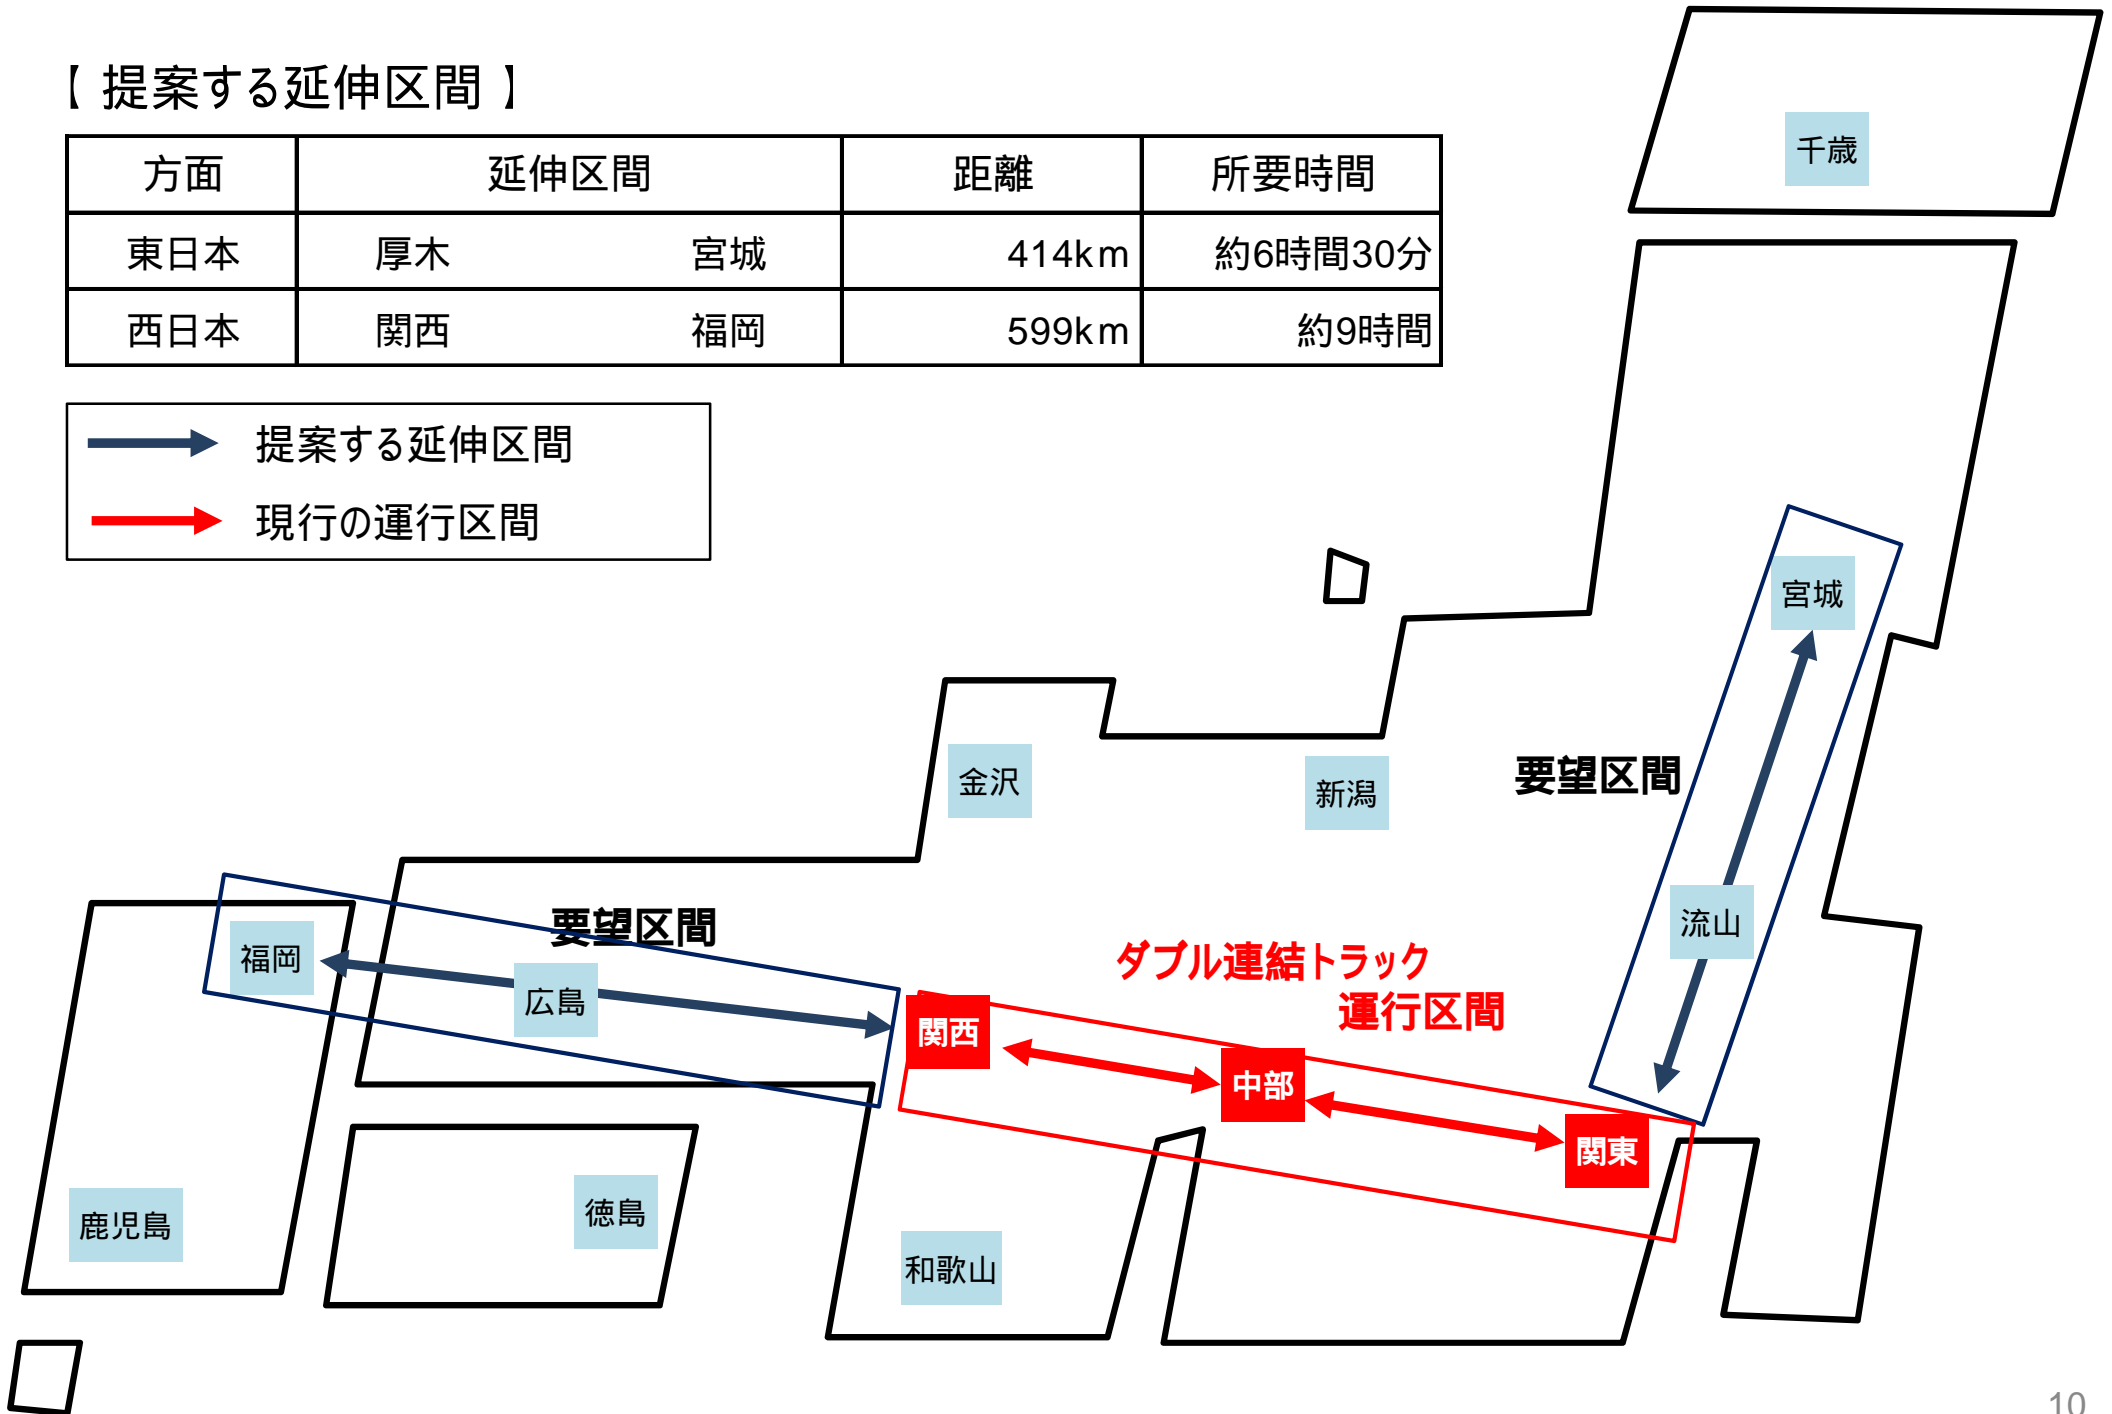 【 提案する延伸区間 】
方面 延伸区間 距離 所要時間
東日本 厚木 宮城 414km 約6時間30分
西日本 関西 福岡 599km 約9時間
提案する延伸区間
現行の運行区間
千歳
宮城
要望区間
金沢
新潟
流山
要望区間
福岡
広島
ダブル連結トラック
運行区間
関西
中部
関東
鹿児島
徳島
和歌山
10